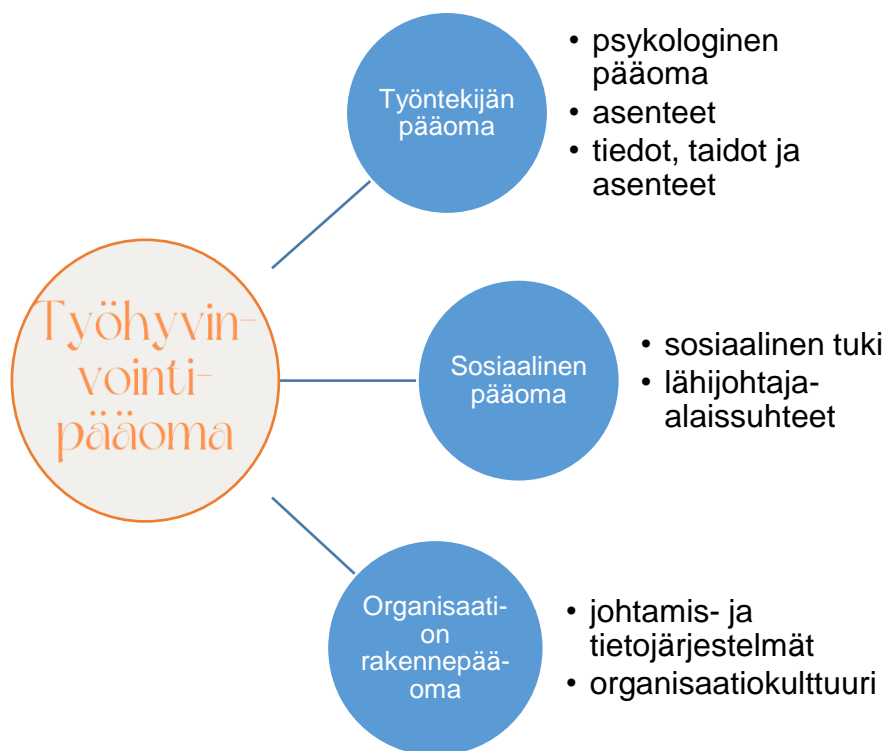 Työhyvin-
vointi-
pääoma
Työntekijän
pääoma
• psykologinen
pääoma
• asenteet
• tiedot, taidot ja
asenteet
Sosiaalinen
pääoma
• sosiaalinen tuki
• lähijohtaja-
alaissuhteet
Organisaati-
on
rakennepää-
oma
• johtamis- ja
tietojärjestelmät
• organisaatiokulttuuri